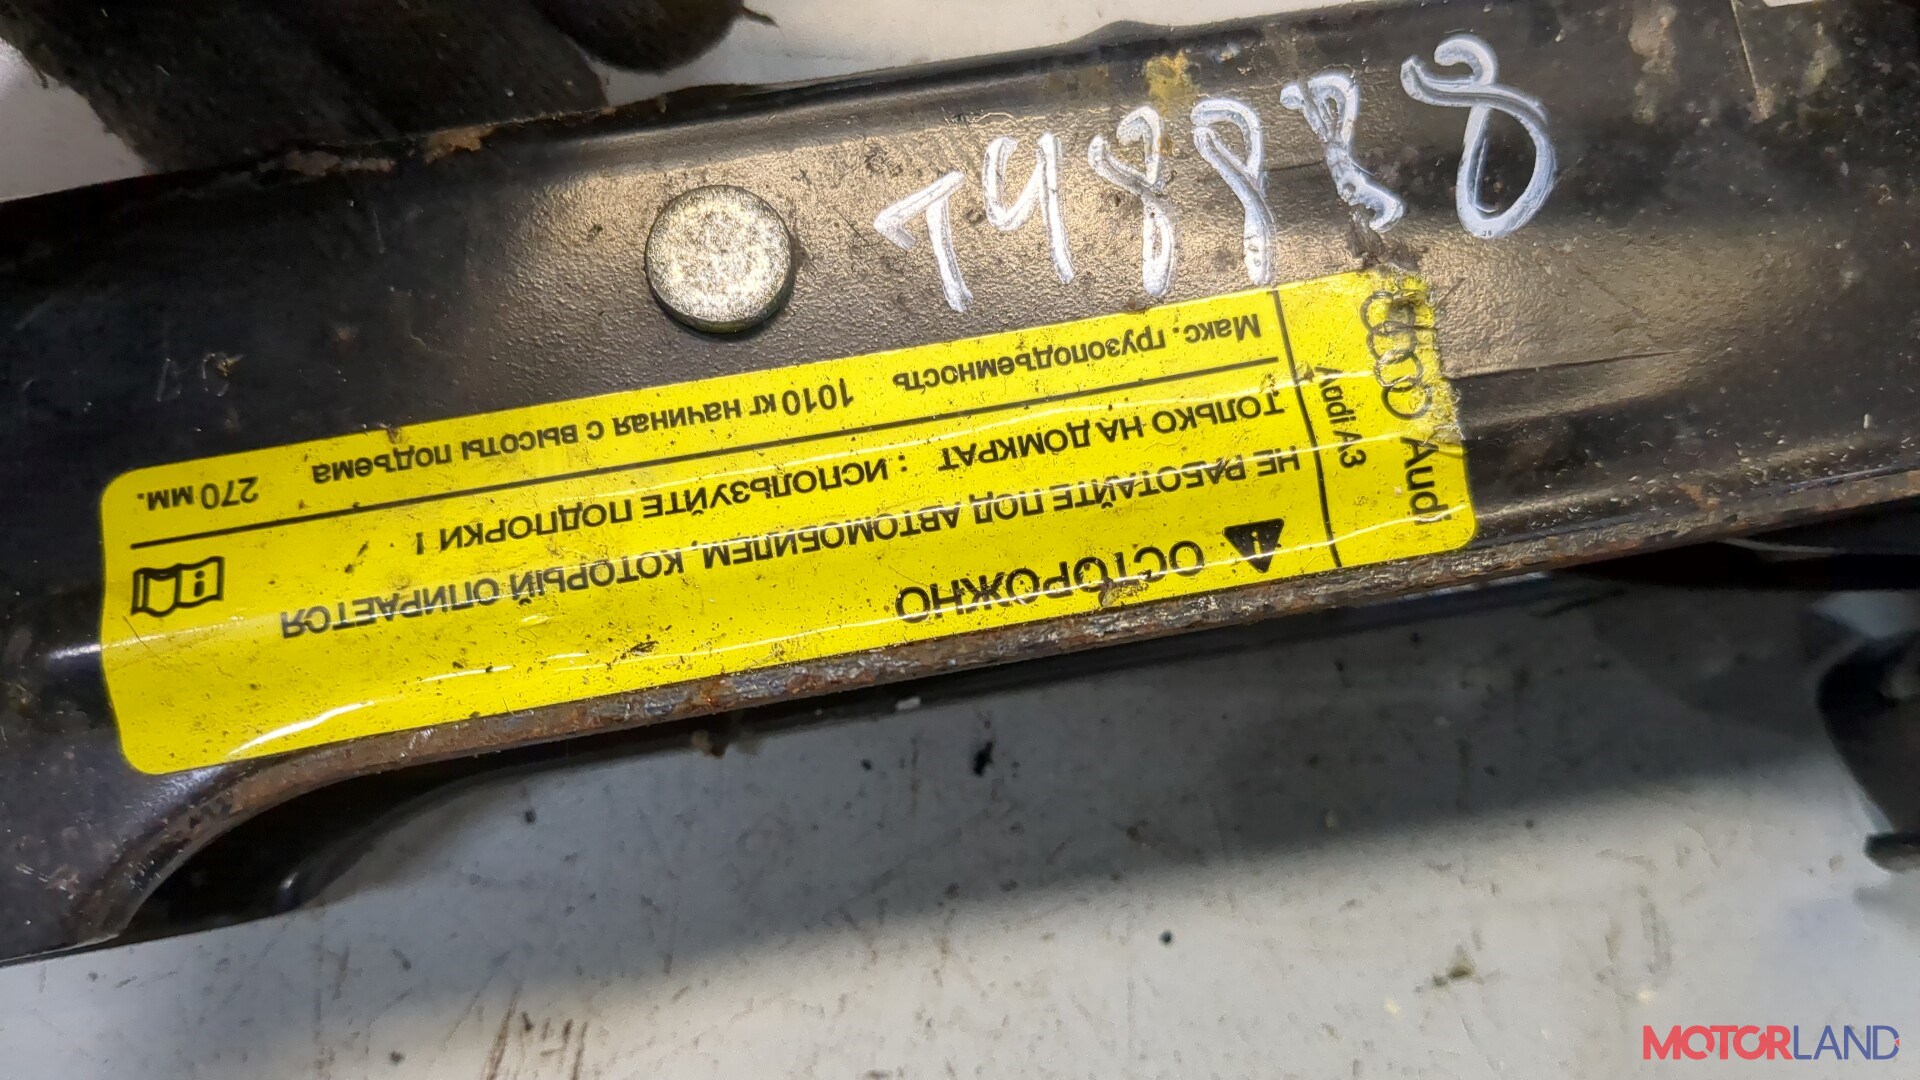 T48888
Audi
Audi A3
ОСТОРОЖНО
НЕ РАБОТАЙТЕ ПОД АВТОМОБИЛЕМ, КОТОРЫЙ ОПИРАЕТСЯ
ТОЛЬКО НА ДОМКРАТ : ИСПОЛЬЗУЙТЕ ПОДПОРКИ !
Макс. грузоподъемность 1010 кг начиная с высоты подъема 270 мм.
MOTORLAND